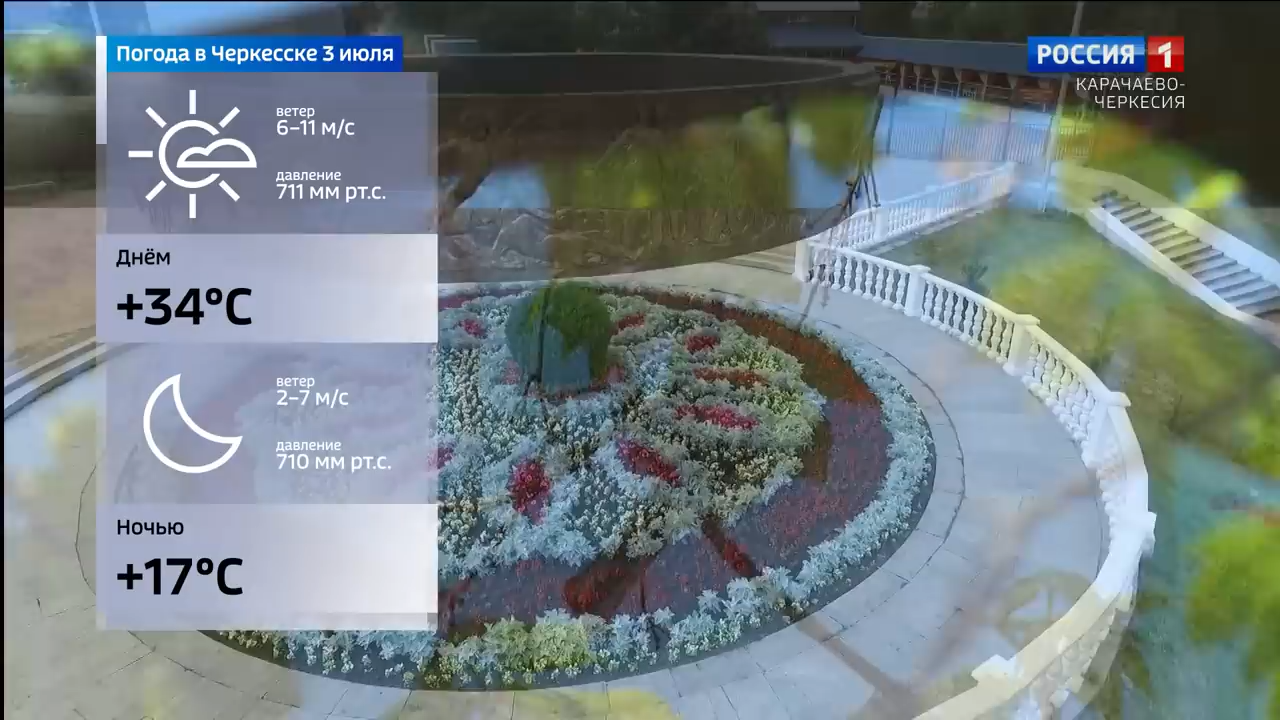 Погода в Черкесске 3 июля
ветер
6–11 м/с
давление
711 мм рт.с.
Днём
+34°C
ветер
2–7 м/с
давление
710 мм рт.с.
Ночью
+17°C
РОССИЯ 1
КАРАЧАЕВО-
ЧЕРКЕСИЯ